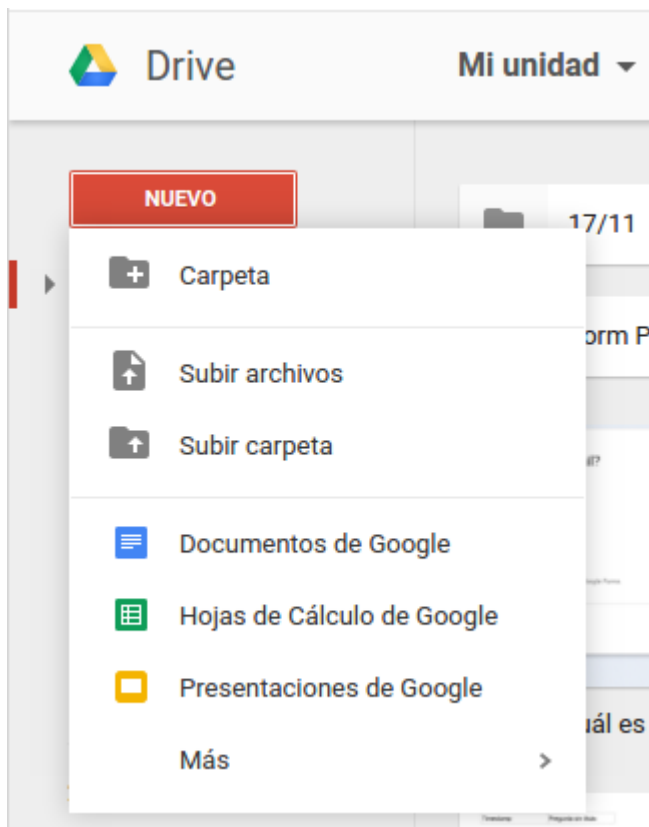 Drive
Mi unidad
NUEVO
17/11
Carpeta
orm P
Subir archivos
Subir carpeta
Documentos de Google
Hojas de Cálculo de Google
Presentaciones de Google
uál es
Más